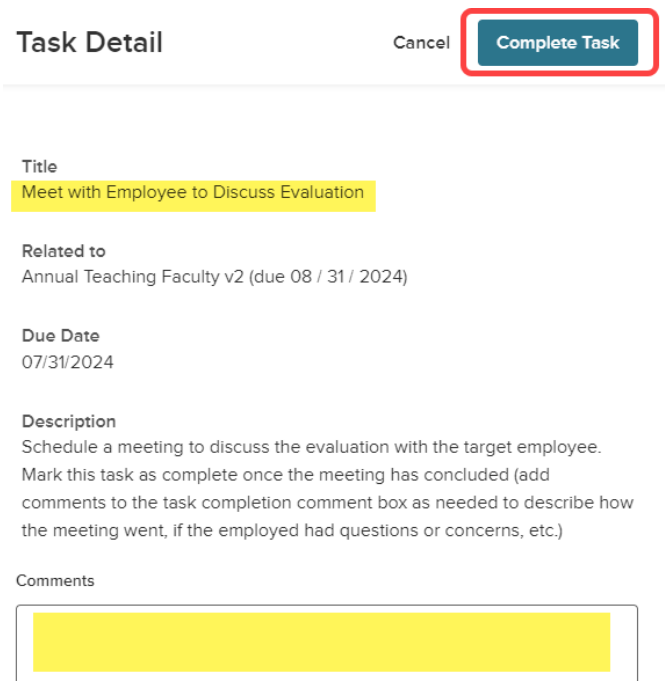 Task Detail
Cancel
Complete Task
Title
Meet with Employee to Discuss Evaluation
Related to
Annual Teaching Faculty v2 (due 08 / 31 / 2024)
Due Date
07/31/2024
Description
Schedule a meeting to discuss the evaluation with the target employee.
Mark this task as complete once the meeting has concluded (add
comments to the task completion comment box as needed to describe how
the meeting went, if the employed had questions or concerns, etc.)
Comments